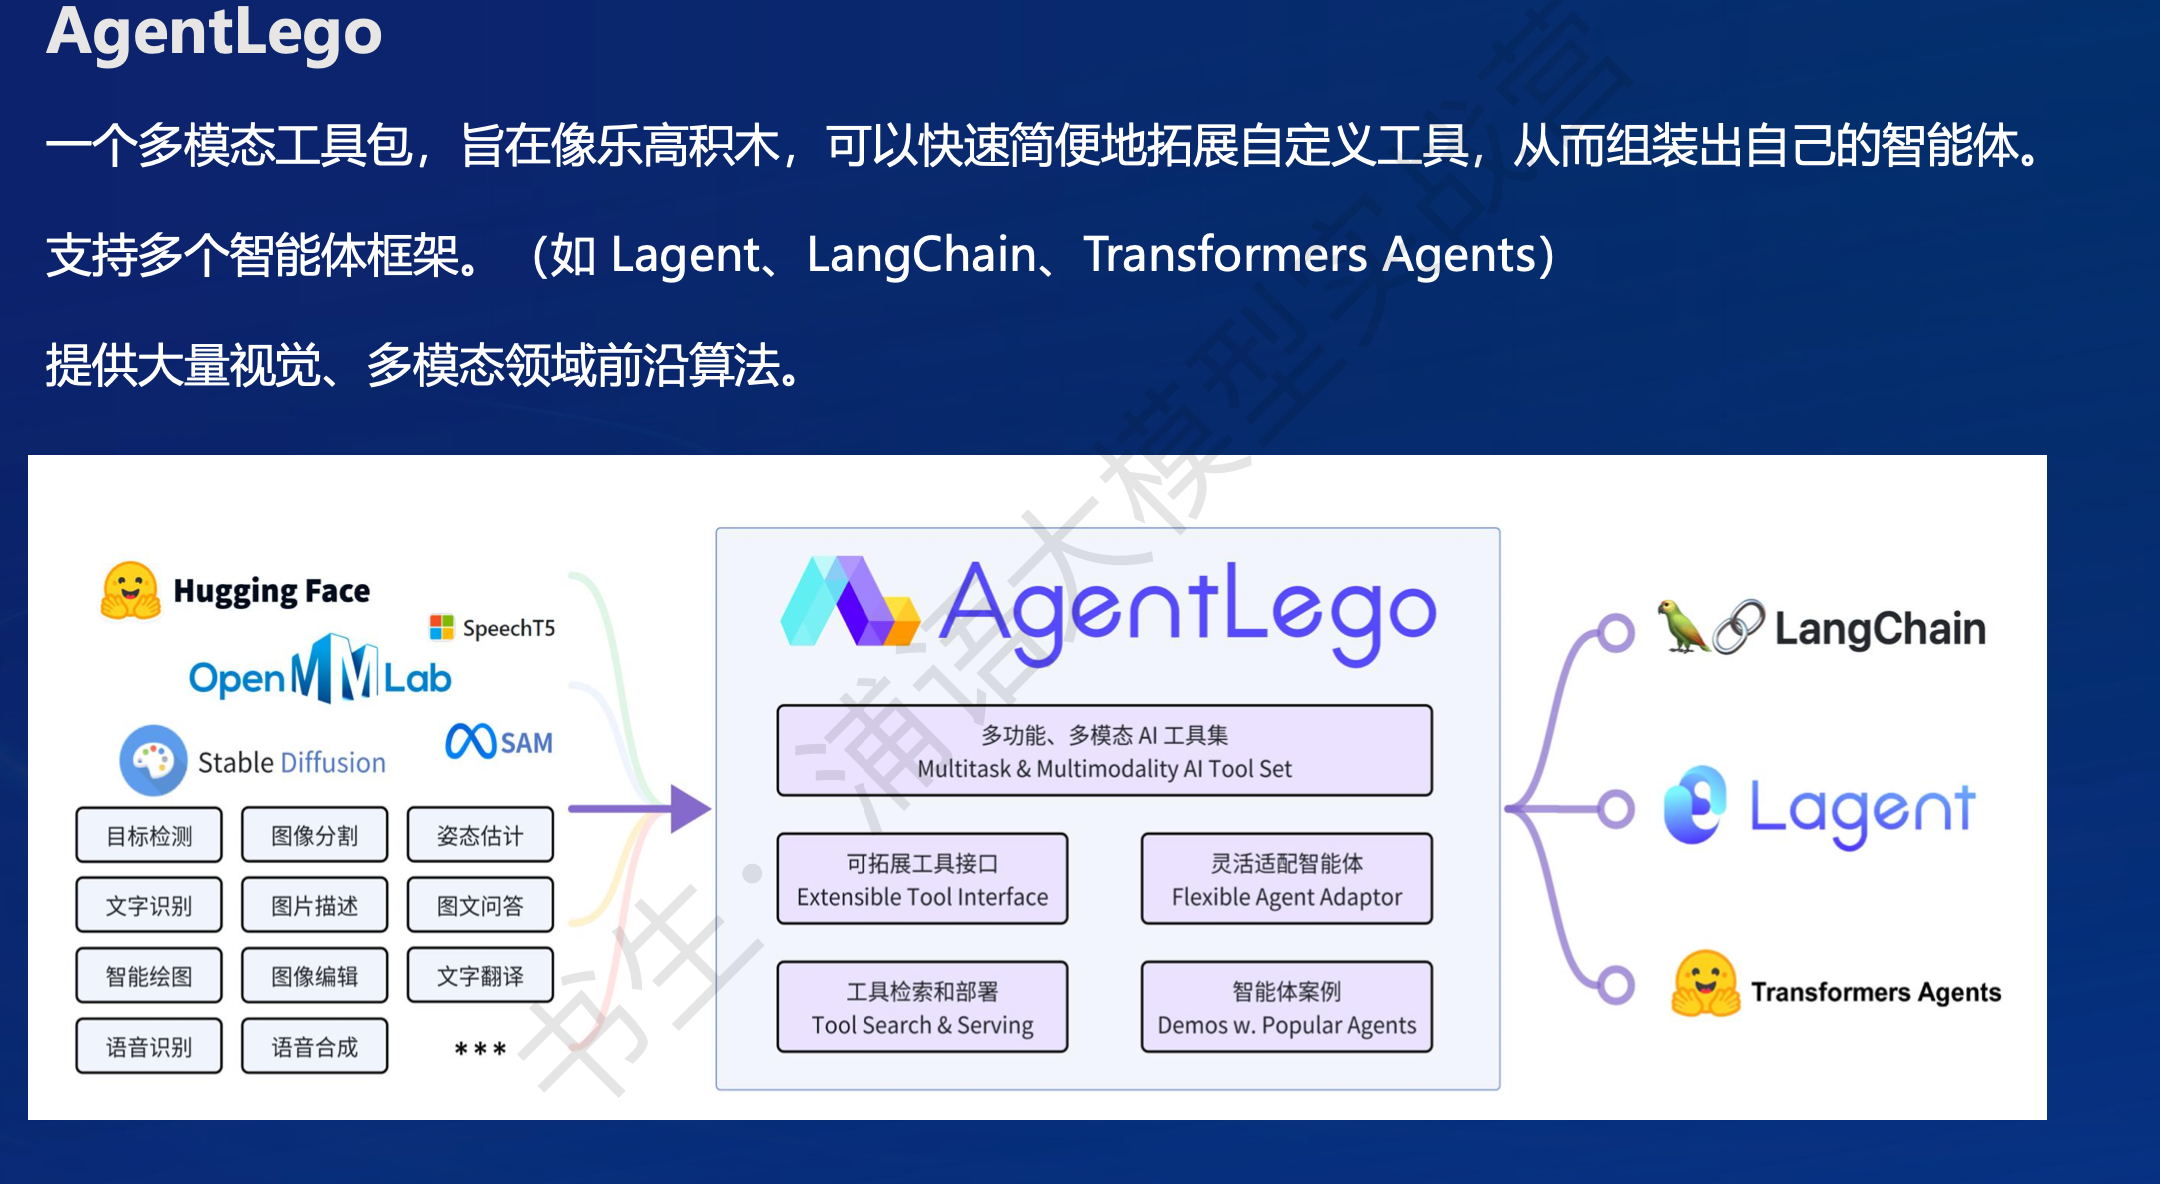 AgentLego
一个多模态工具包，旨在像乐高积木，可以快速简便地拓展自定义工具，从而组装出自己的智能体。
支持多个智能体框架。（如 Lagent、LangChain、Transformers Agents）
提供大量视觉、多模态领域前沿算法。
Hugging Face
SpeechT5
OpenMMLab
Stable Diffusion
SAM
目标检测
图像分割
姿态估计
文字识别
图片描述
图文问答
智能绘图
图像编辑
文字翻译
语音识别
语音合成
***
AgentLego
多功能、多模态 AI 工具集
Multitask & Multimodality AI Tool Set
可拓展工具接口
Extensible Tool Interface
灵活适配智能体
Flexible Agent Adaptor
工具检索和部署
Tool Search & Serving
智能体案例
Demos w. Popular Agents
LangChain
Lagent
Transformers Agents
书生·浦语大模型实战营